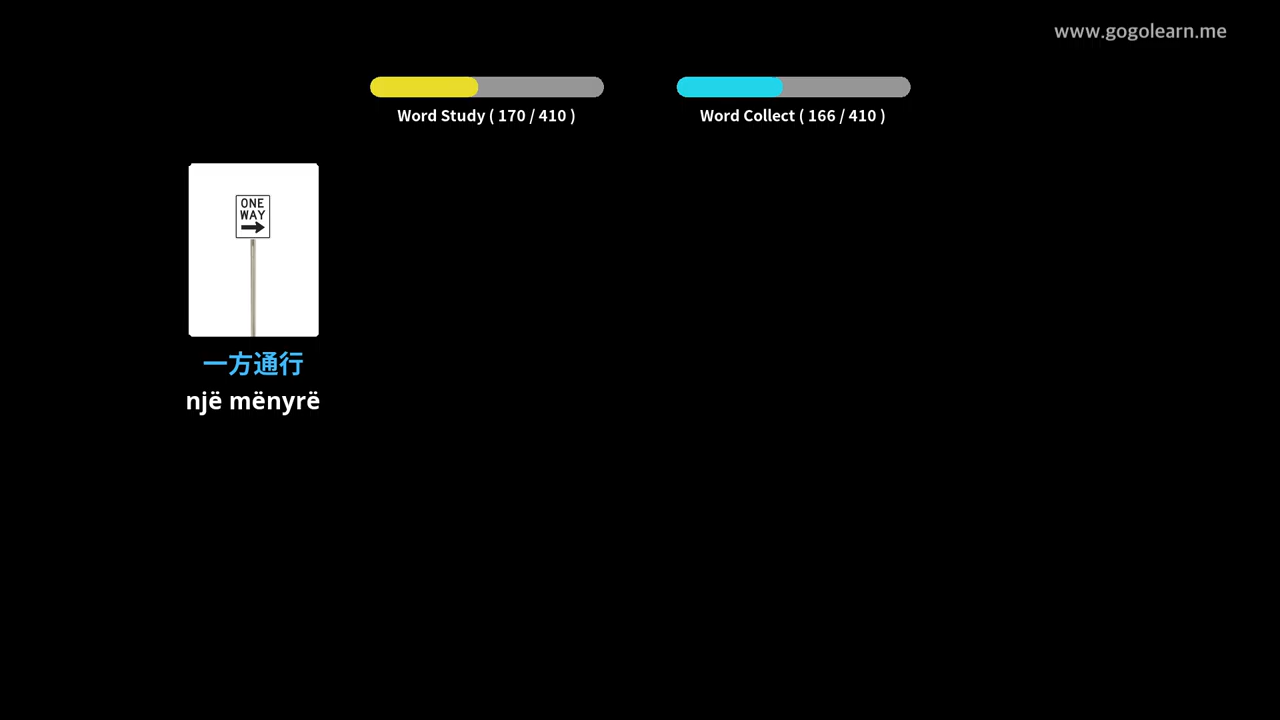 www.gogolearn.me
Word Study ( 170 / 410 )
Word Collect ( 166 / 410 )
ONE
WAY
一方通行
një mënyrë